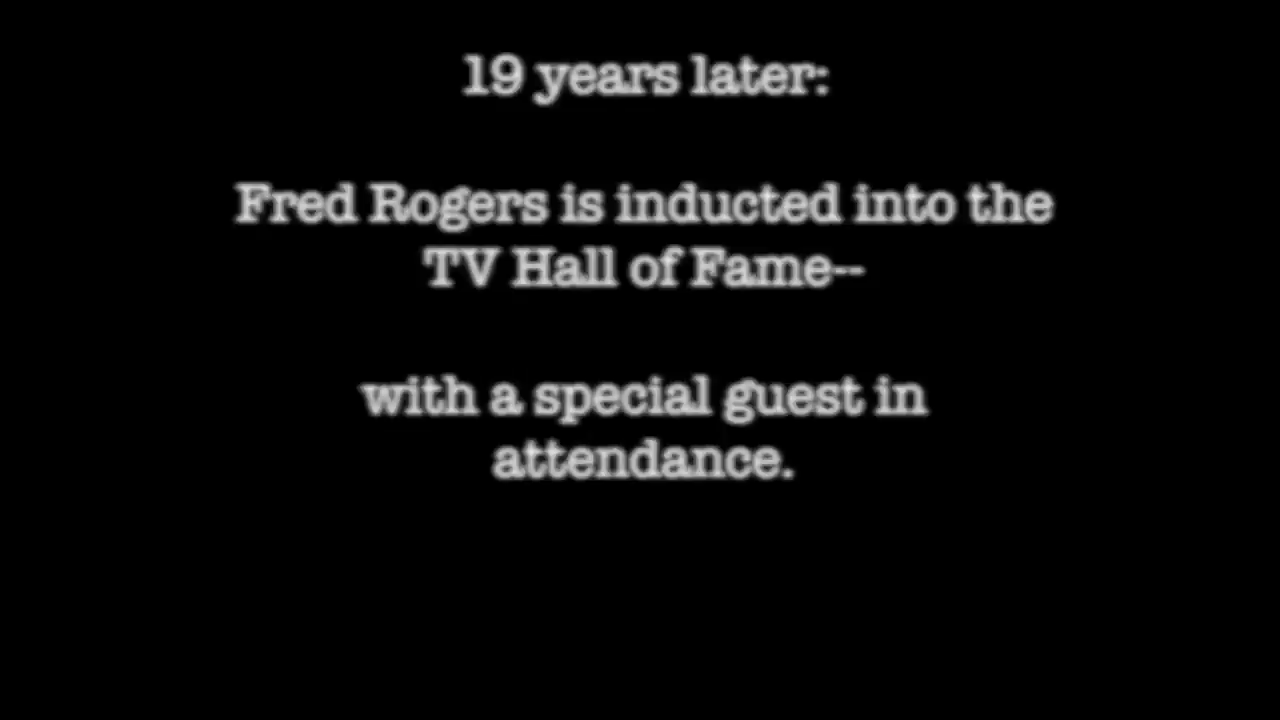 19 years later:
Fred Rogers is inducted into the
TV Hall of Fame--
with a special guest in
attendance.